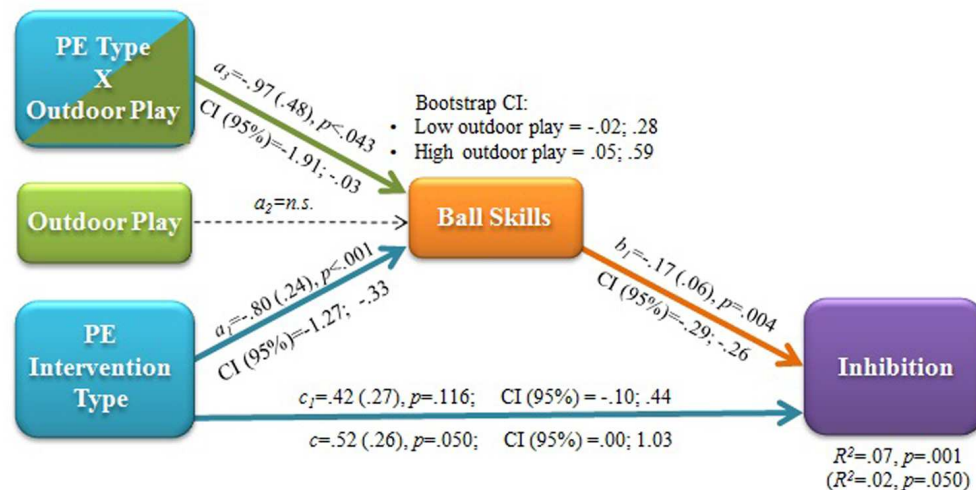 PE Type
X
Outdoor Play
a3=-.97 (.48), p<.043
CI (95%)=-1.91; -.03
Bootstrap CI:
• Low outdoor play = -.02; .28
• High outdoor play = .05; .59
Outdoor Play
a2=n.s.
Ball Skills
a1=-.80 (.24), p<.001
CI (95%)=-1.27; -.33
b1=-.17 (.06), p=.004
CI (95%)=-.29; -.26
PE
Intervention
Type
Inhibition
c1=.42 (.27), p=.116; CI (95%) = -.10; .44
c=.52 (.26), p=.050; CI (95%) =.00; 1.03
R²=.07, p=.001
(R²=.02, p=.050)